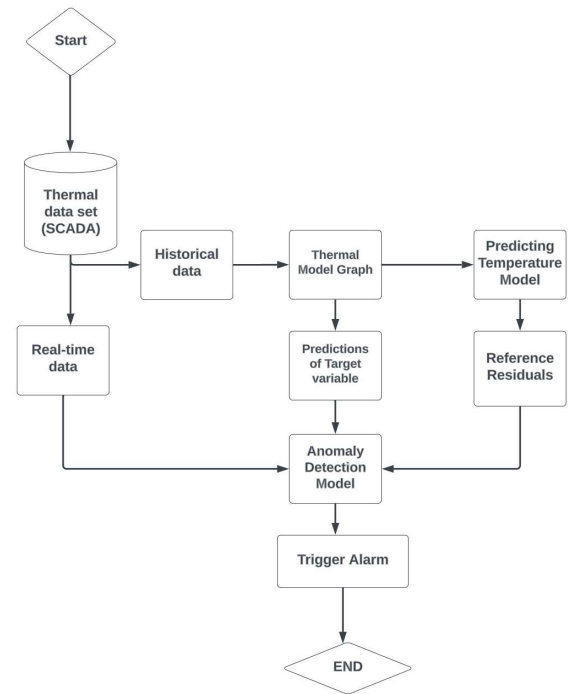 Start
Thermal
data set
(SCADA)
Historical
data
Thermal
Model Graph
Predicting
Temperature
Model
Real-time
data
Predictions
of Target
variable
Reference
Residuals
Anomaly
Detection
Model
Trigger Alarm
END